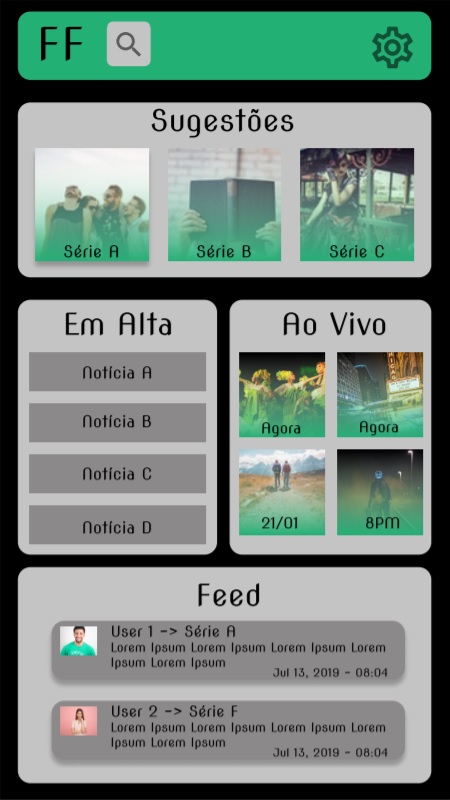 FF
Sugestões
Série A
Série B
Série C
Em Alta
Notícia A
Notícia B
Notícia C
Notícia D
Ao Vivo
Agora
Agora
21/01
8PM
Feed
User 1 -> Série A
Lorem Ipsum Lorem Ipsum Lorem Ipsum Lorem
Ipsum Lorem Ipsum
Jul 13, 2019 - 08:04
User 2 -> Série F
Lorem Ipsum Lorem Ipsum Lorem Ipsum Lorem
Ipsum Lorem Ipsum
Jul 13, 2019 - 08:04